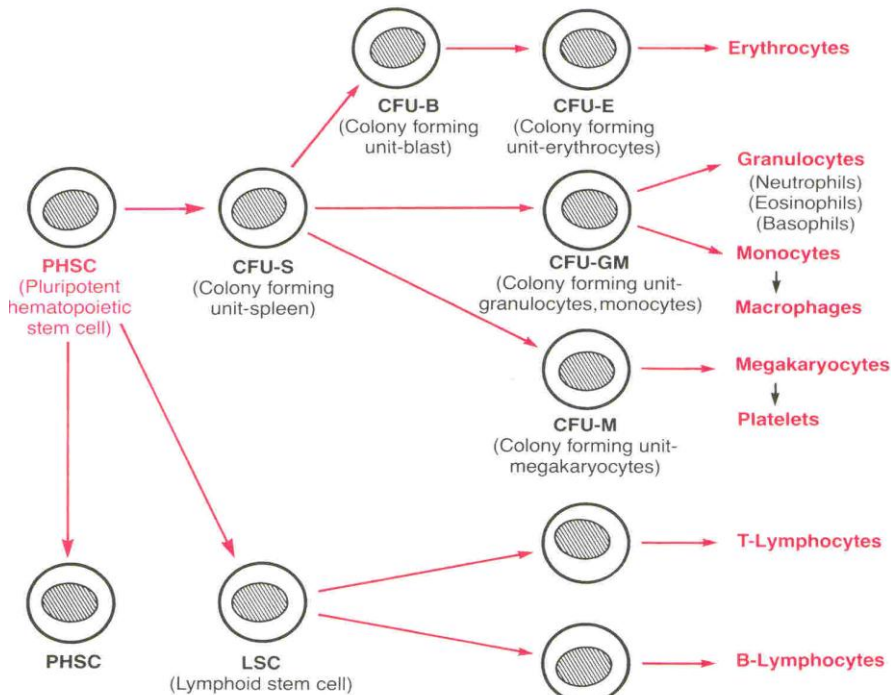 Erythrocytes
CFU-B
(Colony forming
unit-blast)
CFU-E
(Colony forming
unit-erythrocytes)
Granulocytes
(Neutrophils)
(Eosinophils)
(Basophils)
PHSC
(Pluripotent
hematopoietic
stem cell)
CFU-S
(Colony forming
unit-spleen)
CFU-GM
(Colony forming unit-
granulocytes,monocytes)
Monocytes
Macrophages
CFU-M
(Colony forming unit-
megakaryocytes)
Megakaryocytes
Platelets
T-Lymphocytes
PHSC
LSC
(Lymphoid stem cell)
B-Lymphocytes